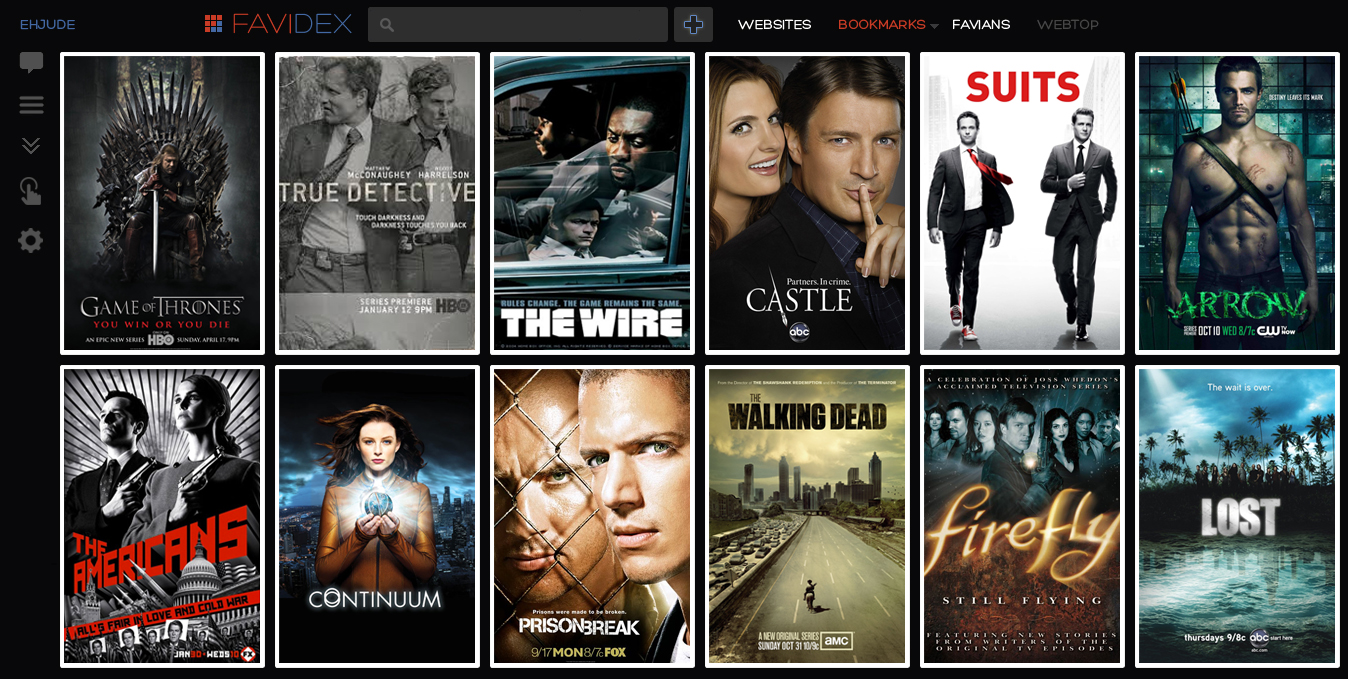 EHJUDE
FAVIDEX
WEBSITES
BOOKMARKS
FAVIANS
WEBTOP
GAME OF THRONES
YOU WIN OR YOU DIE
AN EPIC NEW SERIES HBO SUNDAY, APRIL 17, 9PM
MATTHEW McCONAUGHEY
WOODY HARRELSON
TRUE DETECTIVE
TOUCH DARKNESS AND
DARKNESS TOUCHES YOU BACK
SERIES PREMIERE
JANUARY 12 9PM
HBO
RULES CHANGE. THE GAME REMAINS THE SAME.
THE WIRE
Partners. In crime.
CASTLE
abc
SUITS
DESTINY LEAVES ITS MARK
ARROW
SERIES PREMIERE OCT 10 WED 8/7c CW
THE
AMERICANS
ALL'S FAIR IN LOVE AND COLD WAR
JAN30 WEDS10 FX
CONTINUUM
Prisons were made to be broken.
PRISON BREAK
9/17 MON 8/7c FOX
From the Director of THE SHAWSHANK REDEMPTION and the Producer of THE TERMINATOR
THE
WALKING DEAD
A NEW ORIGINAL SERIES
SUNDAY OCT 31 10/9c
amc
A CELEBRATION OF JOSS WHEDON'S
ACCLAIMED TELEVISION SERIES
firefly
STILL FLYING
FEATURING NEW STORIES
FROM WRITERS OF THE
ORIGINAL TV EPISODES
The wait is over.
LOST
thursdays 9/8c abc start here
abc.com